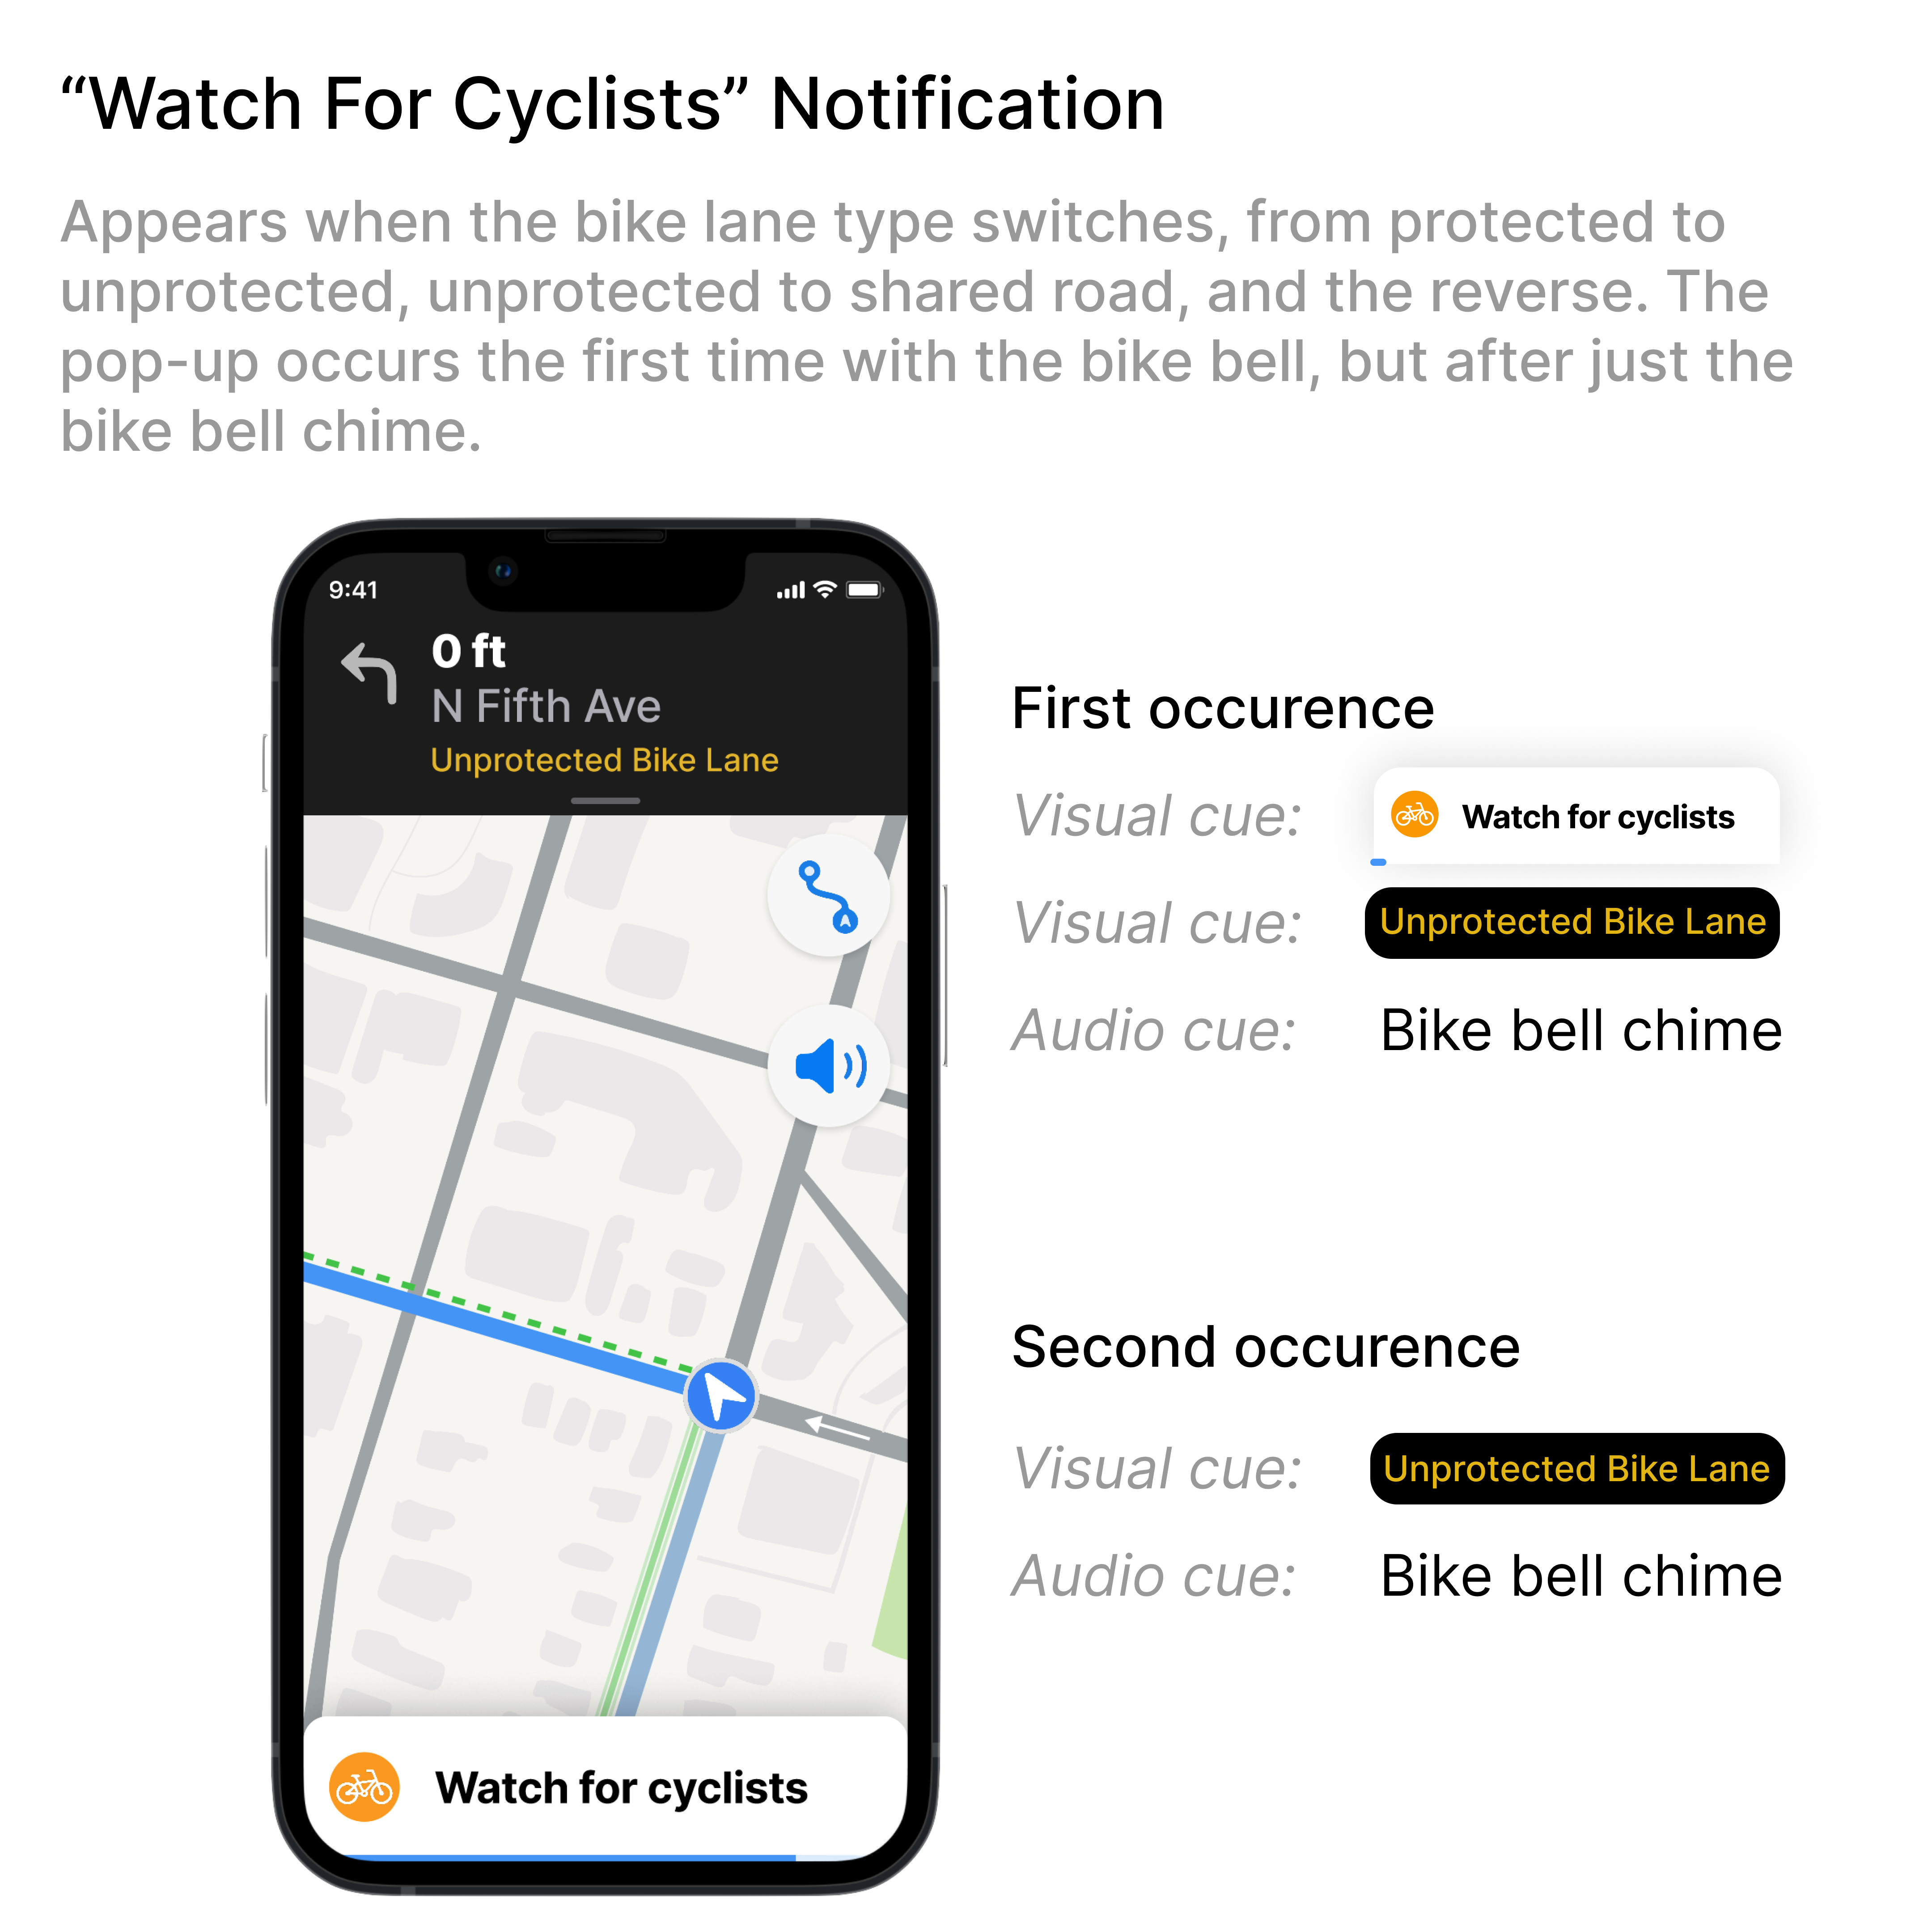 “Watch For Cyclists” Notification
Appears when the bike lane type switches, from protected to
unprotected, unprotected to shared road, and the reverse. The
pop-up occurs the first time with the bike bell, but after just the
bike bell chime.
9:41
0 ft
N Fifth Ave
Unprotected Bike Lane
A
Watch for cyclists
First occurence
Visual cue: Watch for cyclists
Visual cue: Unprotected Bike Lane
Audio cue: Bike bell chime
Second occurence
Visual cue: Unprotected Bike Lane
Audio cue: Bike bell chime